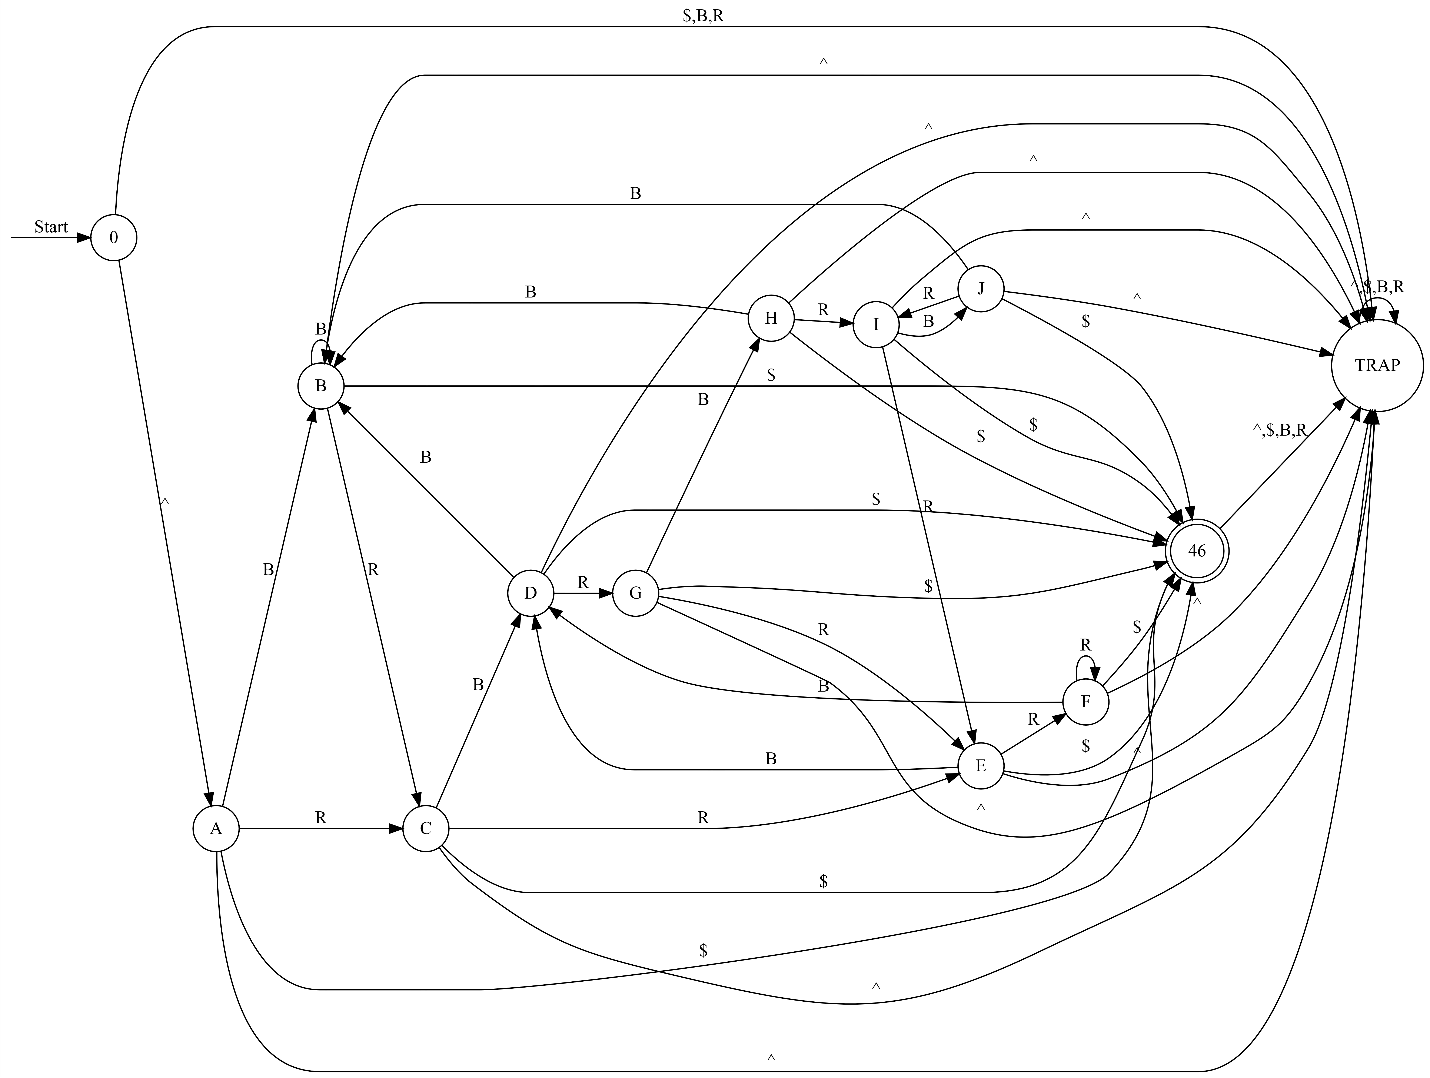 $,B,R
^
^
^
B
^
Start
0
J
^
^,$,B,R
B
R
H
R
I
B
$
B
TRAP
B
$
B
B
$
^,$,B,R
^
$
R
46
B
R
D
R
G
$
^
B
$
R
R
B
F
R
$
B
E
^
^
A
R
C
R
$
$
^
^